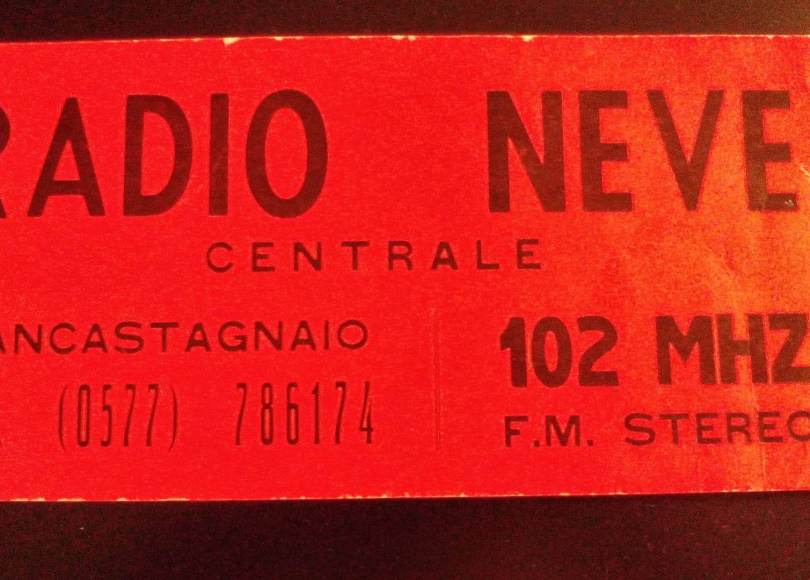 RADIO NEVE
CENTRALE
ANCASTAGNAIO
(0577) 786174
102 MHZ
F.M. STEREO